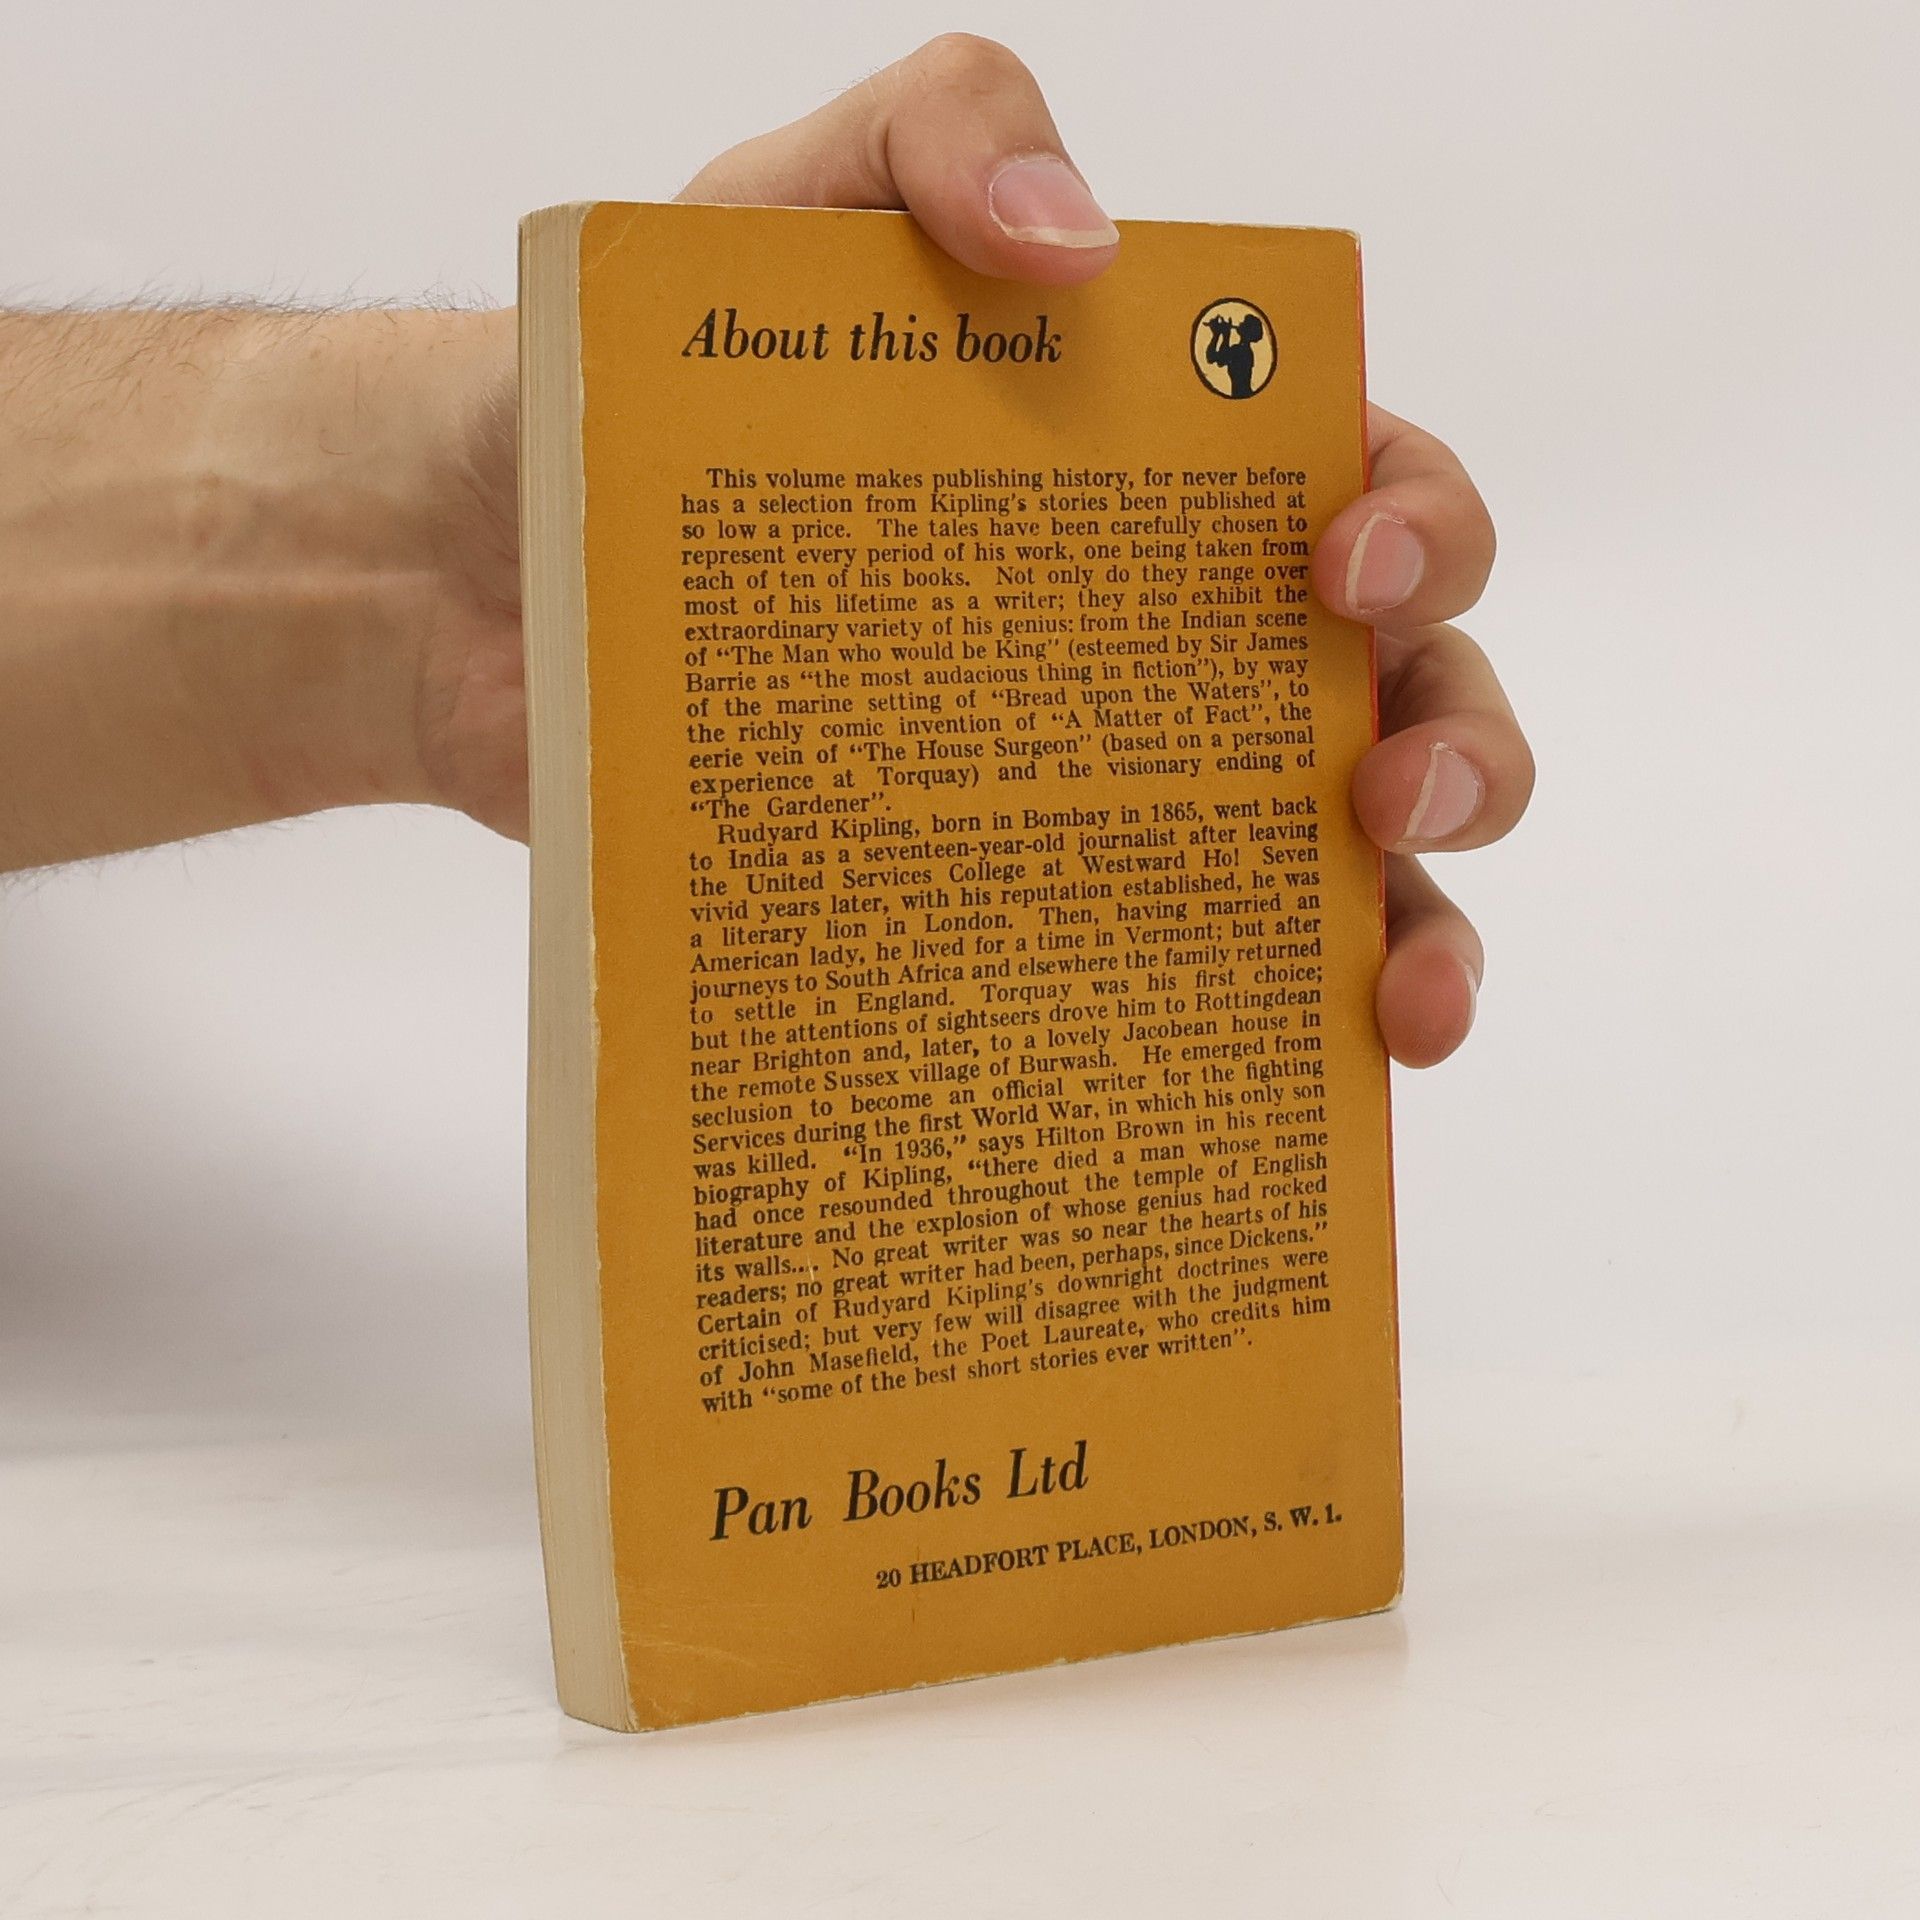 About this book
This volume makes publishing history, for never before
has a selection from Kipling's stories been published at
so low a price. The tales have been carefully chosen to
represent every period of his work, one being taken from
each of ten of his books. Not only do they range over
most of his lifetime as a writer; they also exhibit the
extraordinary variety of his genius: from the Indian scene
of “The Man who would be King” (esteemed by Sir James
Barrie as “the most audacious thing in fiction”), by way
of the marine setting of “Bread upon the Waters”, to
the richly comic invention of “A Matter of Fact”, the
eerie vein of “The House Surgeon” (based on a personal
experience at Torquay) and the visionary ending of
“The Gardener”.
Rudyard Kipling, born in Bombay in 1865, went back
to India as a seventeen-year-old journalist after leaving
the United Services College at Westward Ho! Seven
vivid years later, with his reputation established, he was
a literary lion in London. Then, having married an
American lady, he lived for a time in Vermont; but after
journeys to South Africa and elsewhere the family returned
to settle in England. Torquay was his first choice;
but the attentions of sightseers drove him to Rottingdean
near Brighton and, later, to a lovely Jacobean house in
the remote Sussex village of Burwash. He emerged from
seclusion to become an official writer for the fighting
Services during the first World War, in which his only son
was killed. “In 1936,” says Hilton Brown in his recent
biography of Kipling, “there died a man whose name
had once resounded throughout the temple of English
literature and the explosion of whose genius had rocked
its walls.... No great writer was so near the hearts of his
readers; no great writer had been, perhaps, since Dickens.”
Certain of Rudyard Kipling's downright doctrines were
criticised; but very few will disagree with the judgment
of John Masefield, the Poet Laureate, who credits him
with “some of the best short stories ever written”.
Pan Books Ltd
20 HEADFORT PLACE, LONDON, S. W. 1.